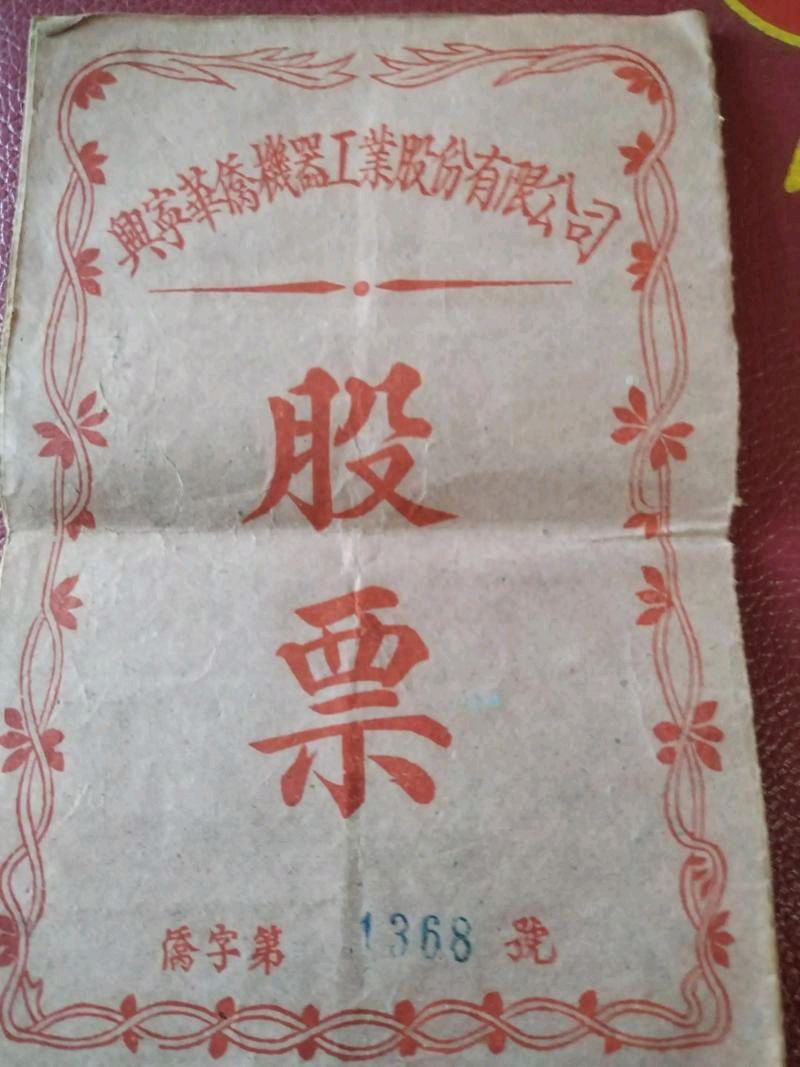 興寧華僑機器工業股份有限公司
股
票
僑字第 1368 號